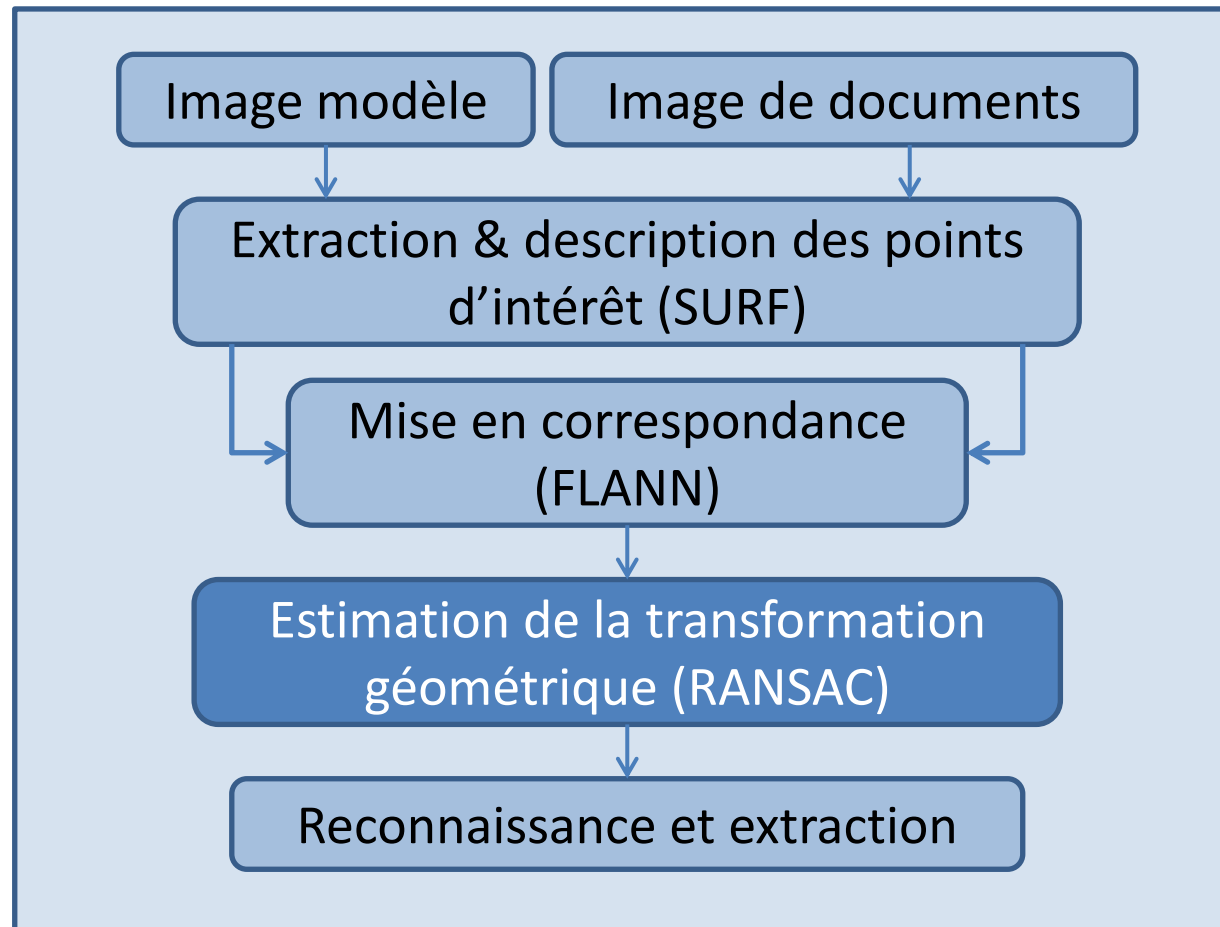 Image modèle
Image de documents
Extraction & description des points
d’intérêt (SURF)
Mise en correspondance
(FLANN)
Estimation de la transformation
géométrique (RANSAC)
Reconnaissance et extraction